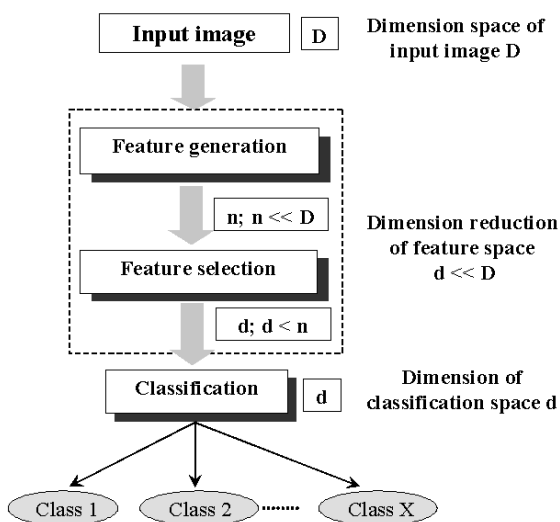 Input image
D
Dimension space of
input image D
Feature generation
n; n << D
Dimension reduction
of feature space
d << D
Feature selection
d; d < n
Classification
d
Dimension of
classification space d
Class 1
Class 2
........
Class X